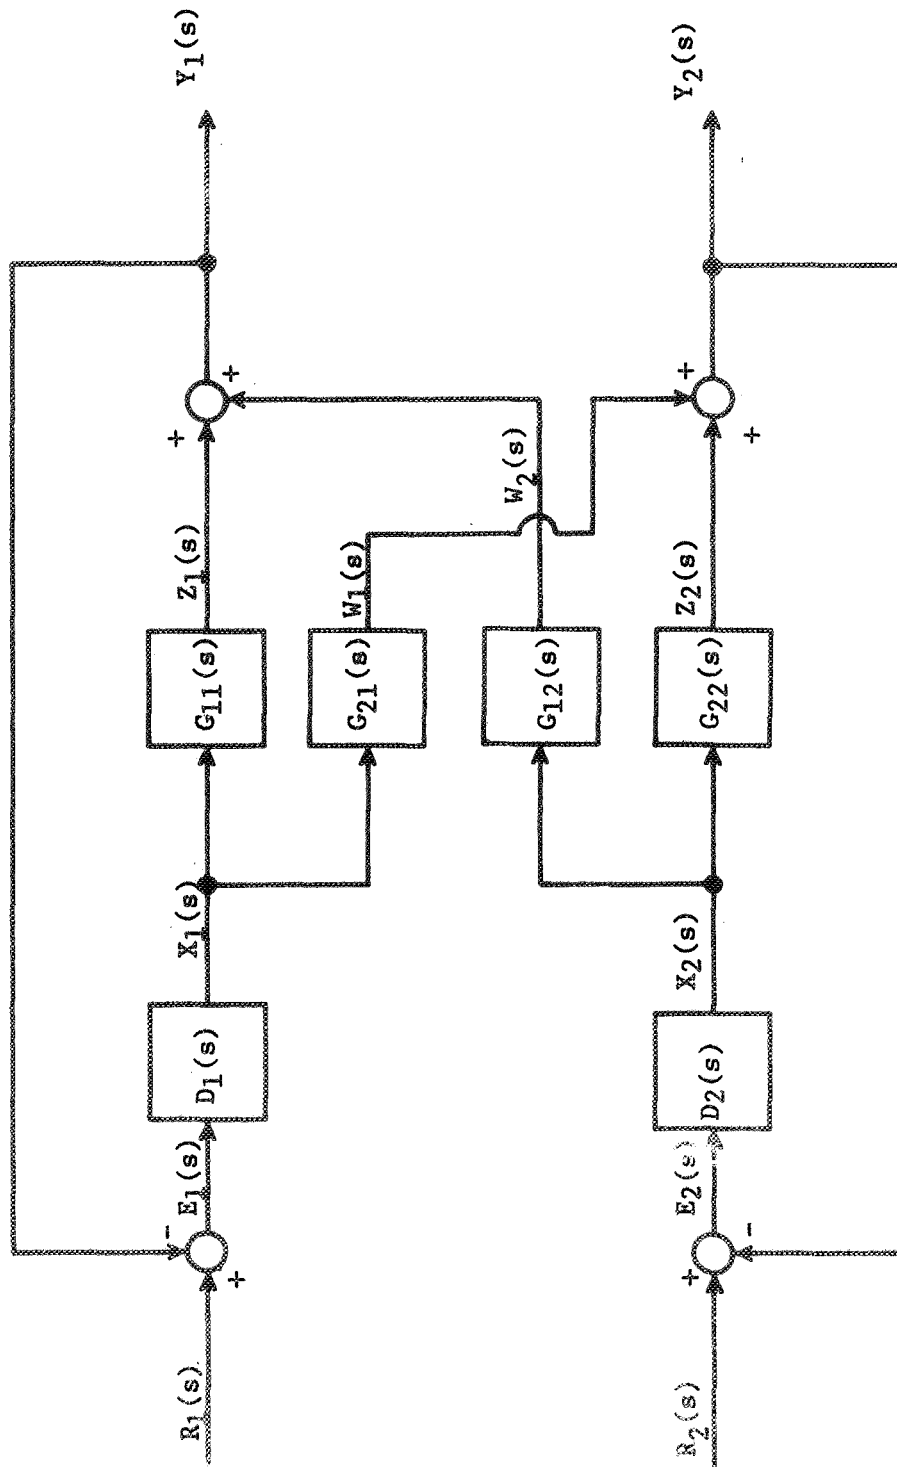 R1(s)
+
-
E1(s)
D1(s)
X1(s)
G11(s)
Z1(s)
+
+
Y1(s)
G21(s)
W1(s)
G12(s)
W2(s)
R2(s)
+
-
E2(s)
D2(s)
X2(s)
G22(s)
Z2(s)
+
+
Y2(s)